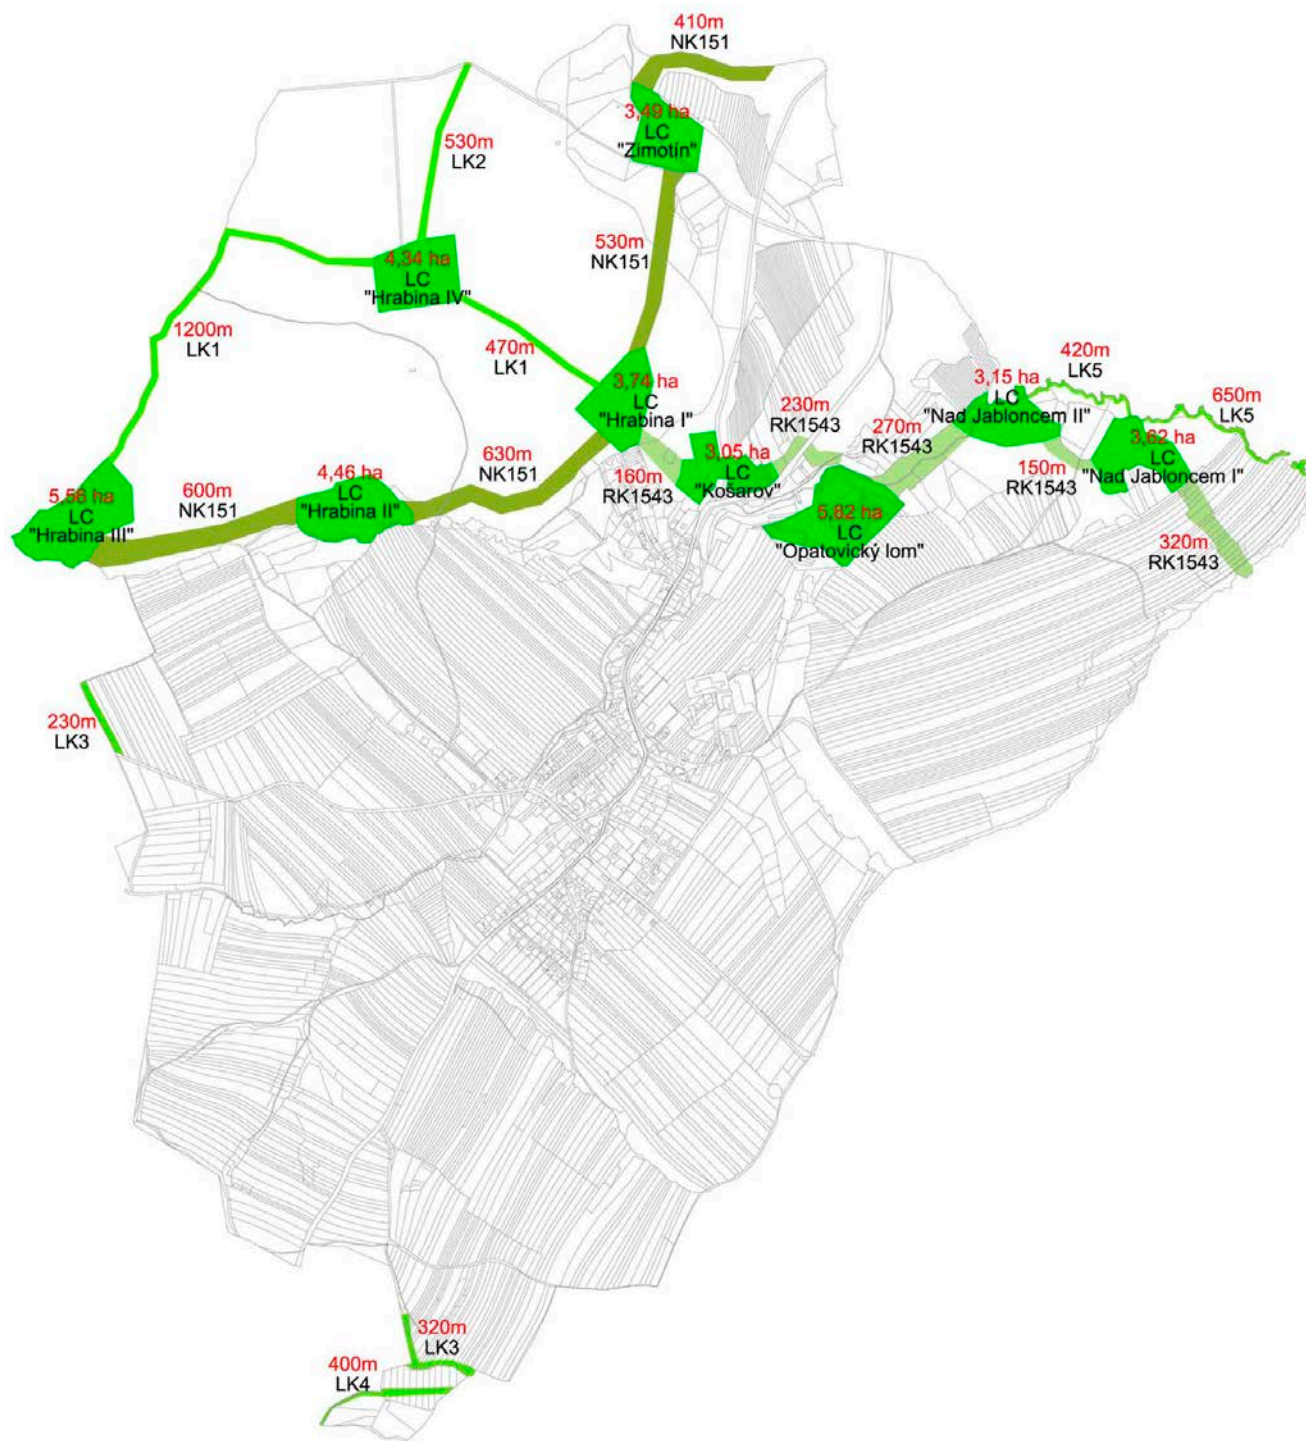 410m
NK151
3,49 ha
LC
"Zimotín"
530m
LK2
530m
NK151
4,34 ha
LC
"Hrabina IV"
1200m
LK1
470m
LK1
3,74 ha
LC
"Hrabina I"
420m
LK5
3,15 ha
LC
"Nad Jabloncem II"
650m
LK5
230m
RK1543
270m
RK1543
3,62 ha
LC
"Nad Jabloncem I"
3,05 ha
LC
"Košarov"
630m
NK151
160m
RK1543
150m
RK1543
4,46 ha
LC
"Hrabina II"
600m
NK151
5,56 ha
LC
"Hrabina III"
5,82 ha
LC
"Opatovický lom"
320m
RK1543
230m
LK3
320m
LK3
400m
LK4